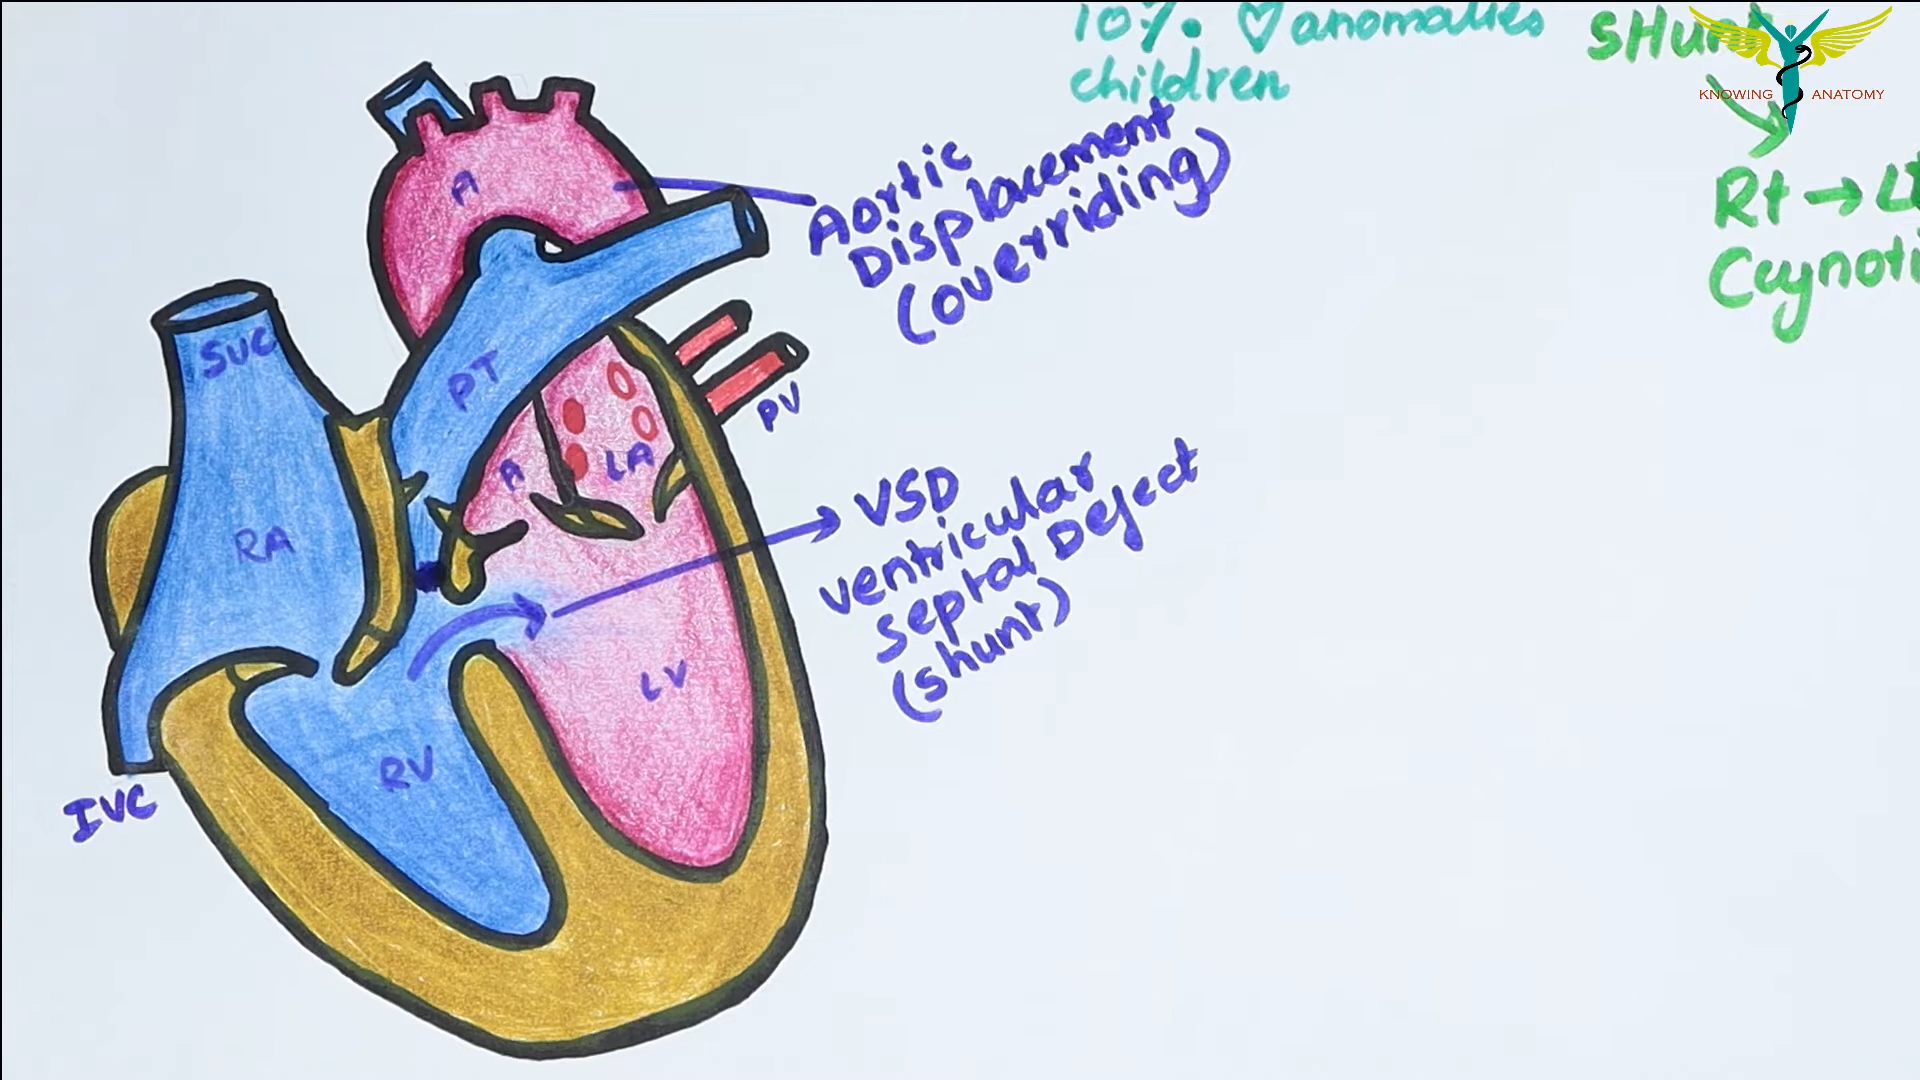 10% ♡ anomalies
children
SHunt
KNOWING ANATOMY
Rt → Lt
Aortic
Displacement
(overriding)
A
SVC
PT
PV
A
LA
RA
VSD
ventricular
septal Defect
(shunt)
LV
RV
IVC